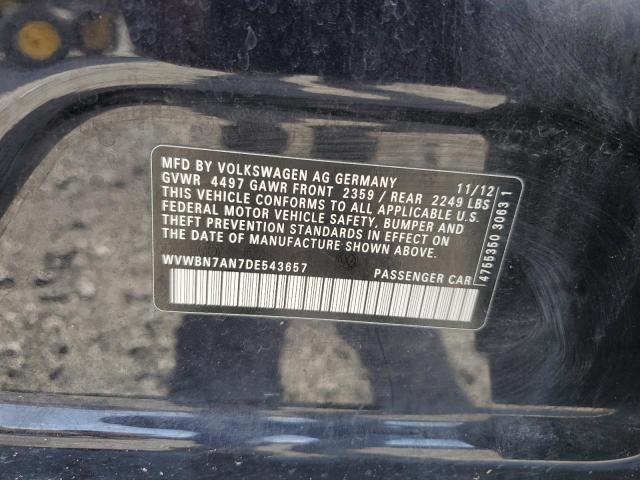 MFD BY VOLKSWAGEN AG GERMANY 11/12
GVWR 4497 GAWR FRONT 2359 / REAR 2249 LBS
THIS VEHICLE CONFORMS TO ALL APPLICABLE U.S.
FEDERAL MOTOR VEHICLE SAFETY, BUMPER AND
THEFT PREVENTION STANDARDS IN EFFECT ON
THE DATE OF MANUFACTURE SHOWN ABOVE.
WVWBN7AN7DE543657 PASSENGER CAR
4755350 3063 1